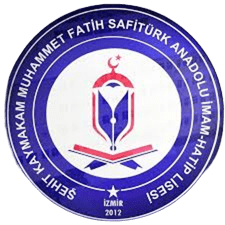 ŞEHİT KAYMAKAM MUHAMMET FATİH SAFİTÜRK ANADOLU İMAM-HATİP LİSESİ
İZMİR
2012